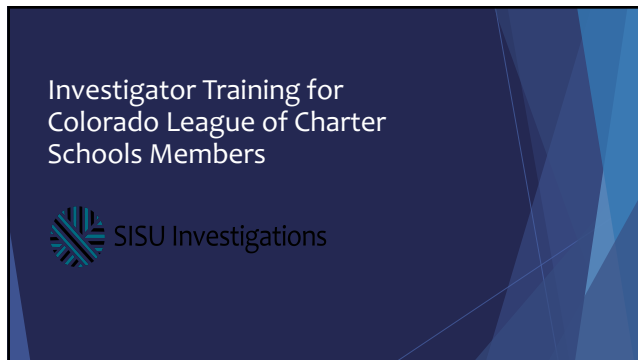 Investigator Training for
Colorado League of Charter
Schools Members
SISU Investigations